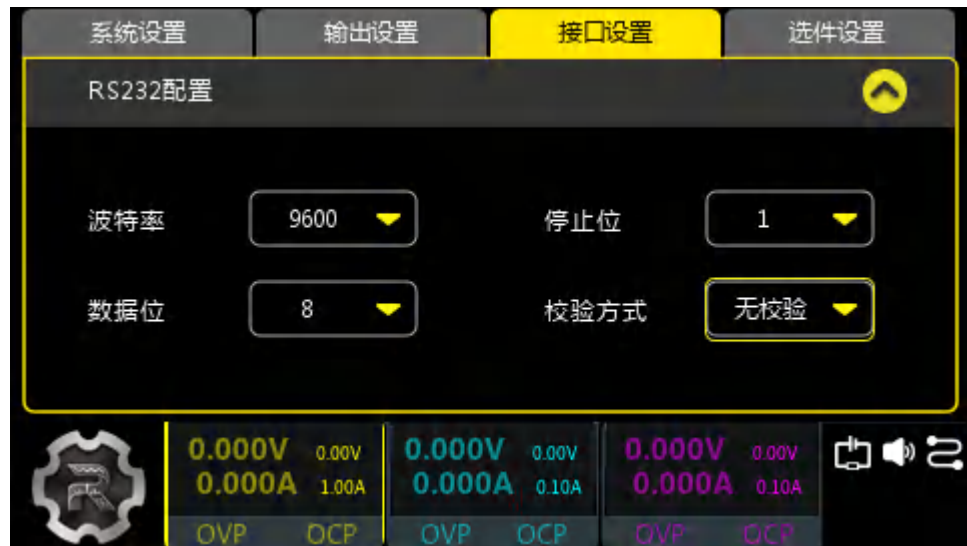 系统设置 输出设置 接口设置 选件设置
RS232配置
波特率 9600 停止位 1
数据位 8 校验方式 无校验
0.000V 0.00V 0.000V 0.00V 0.000V 0.00V
0.000A 1.00A 0.000A 0.10A 0.000A 0.10A
OVP OCP OVP OCP OVP OCP